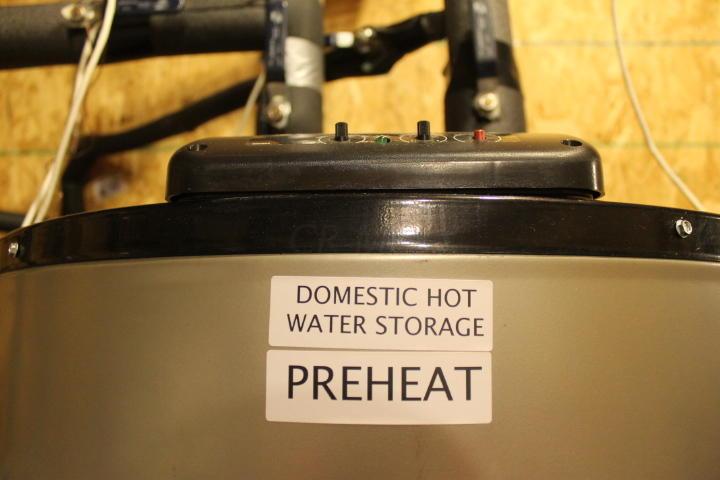 DOMESTIC HOT
WATER STORAGE
PREHEAT